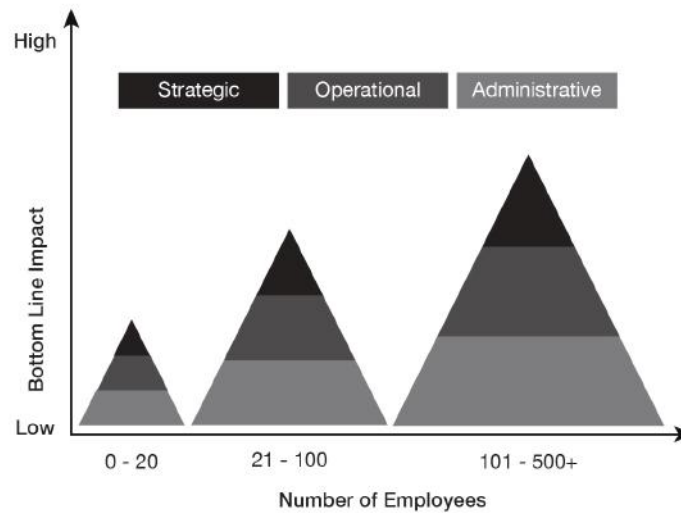 High
Strategic
Operational
Administrative
Bottom Line Impact
Low
0 - 20
21 - 100
101 - 500+
Number of Employees